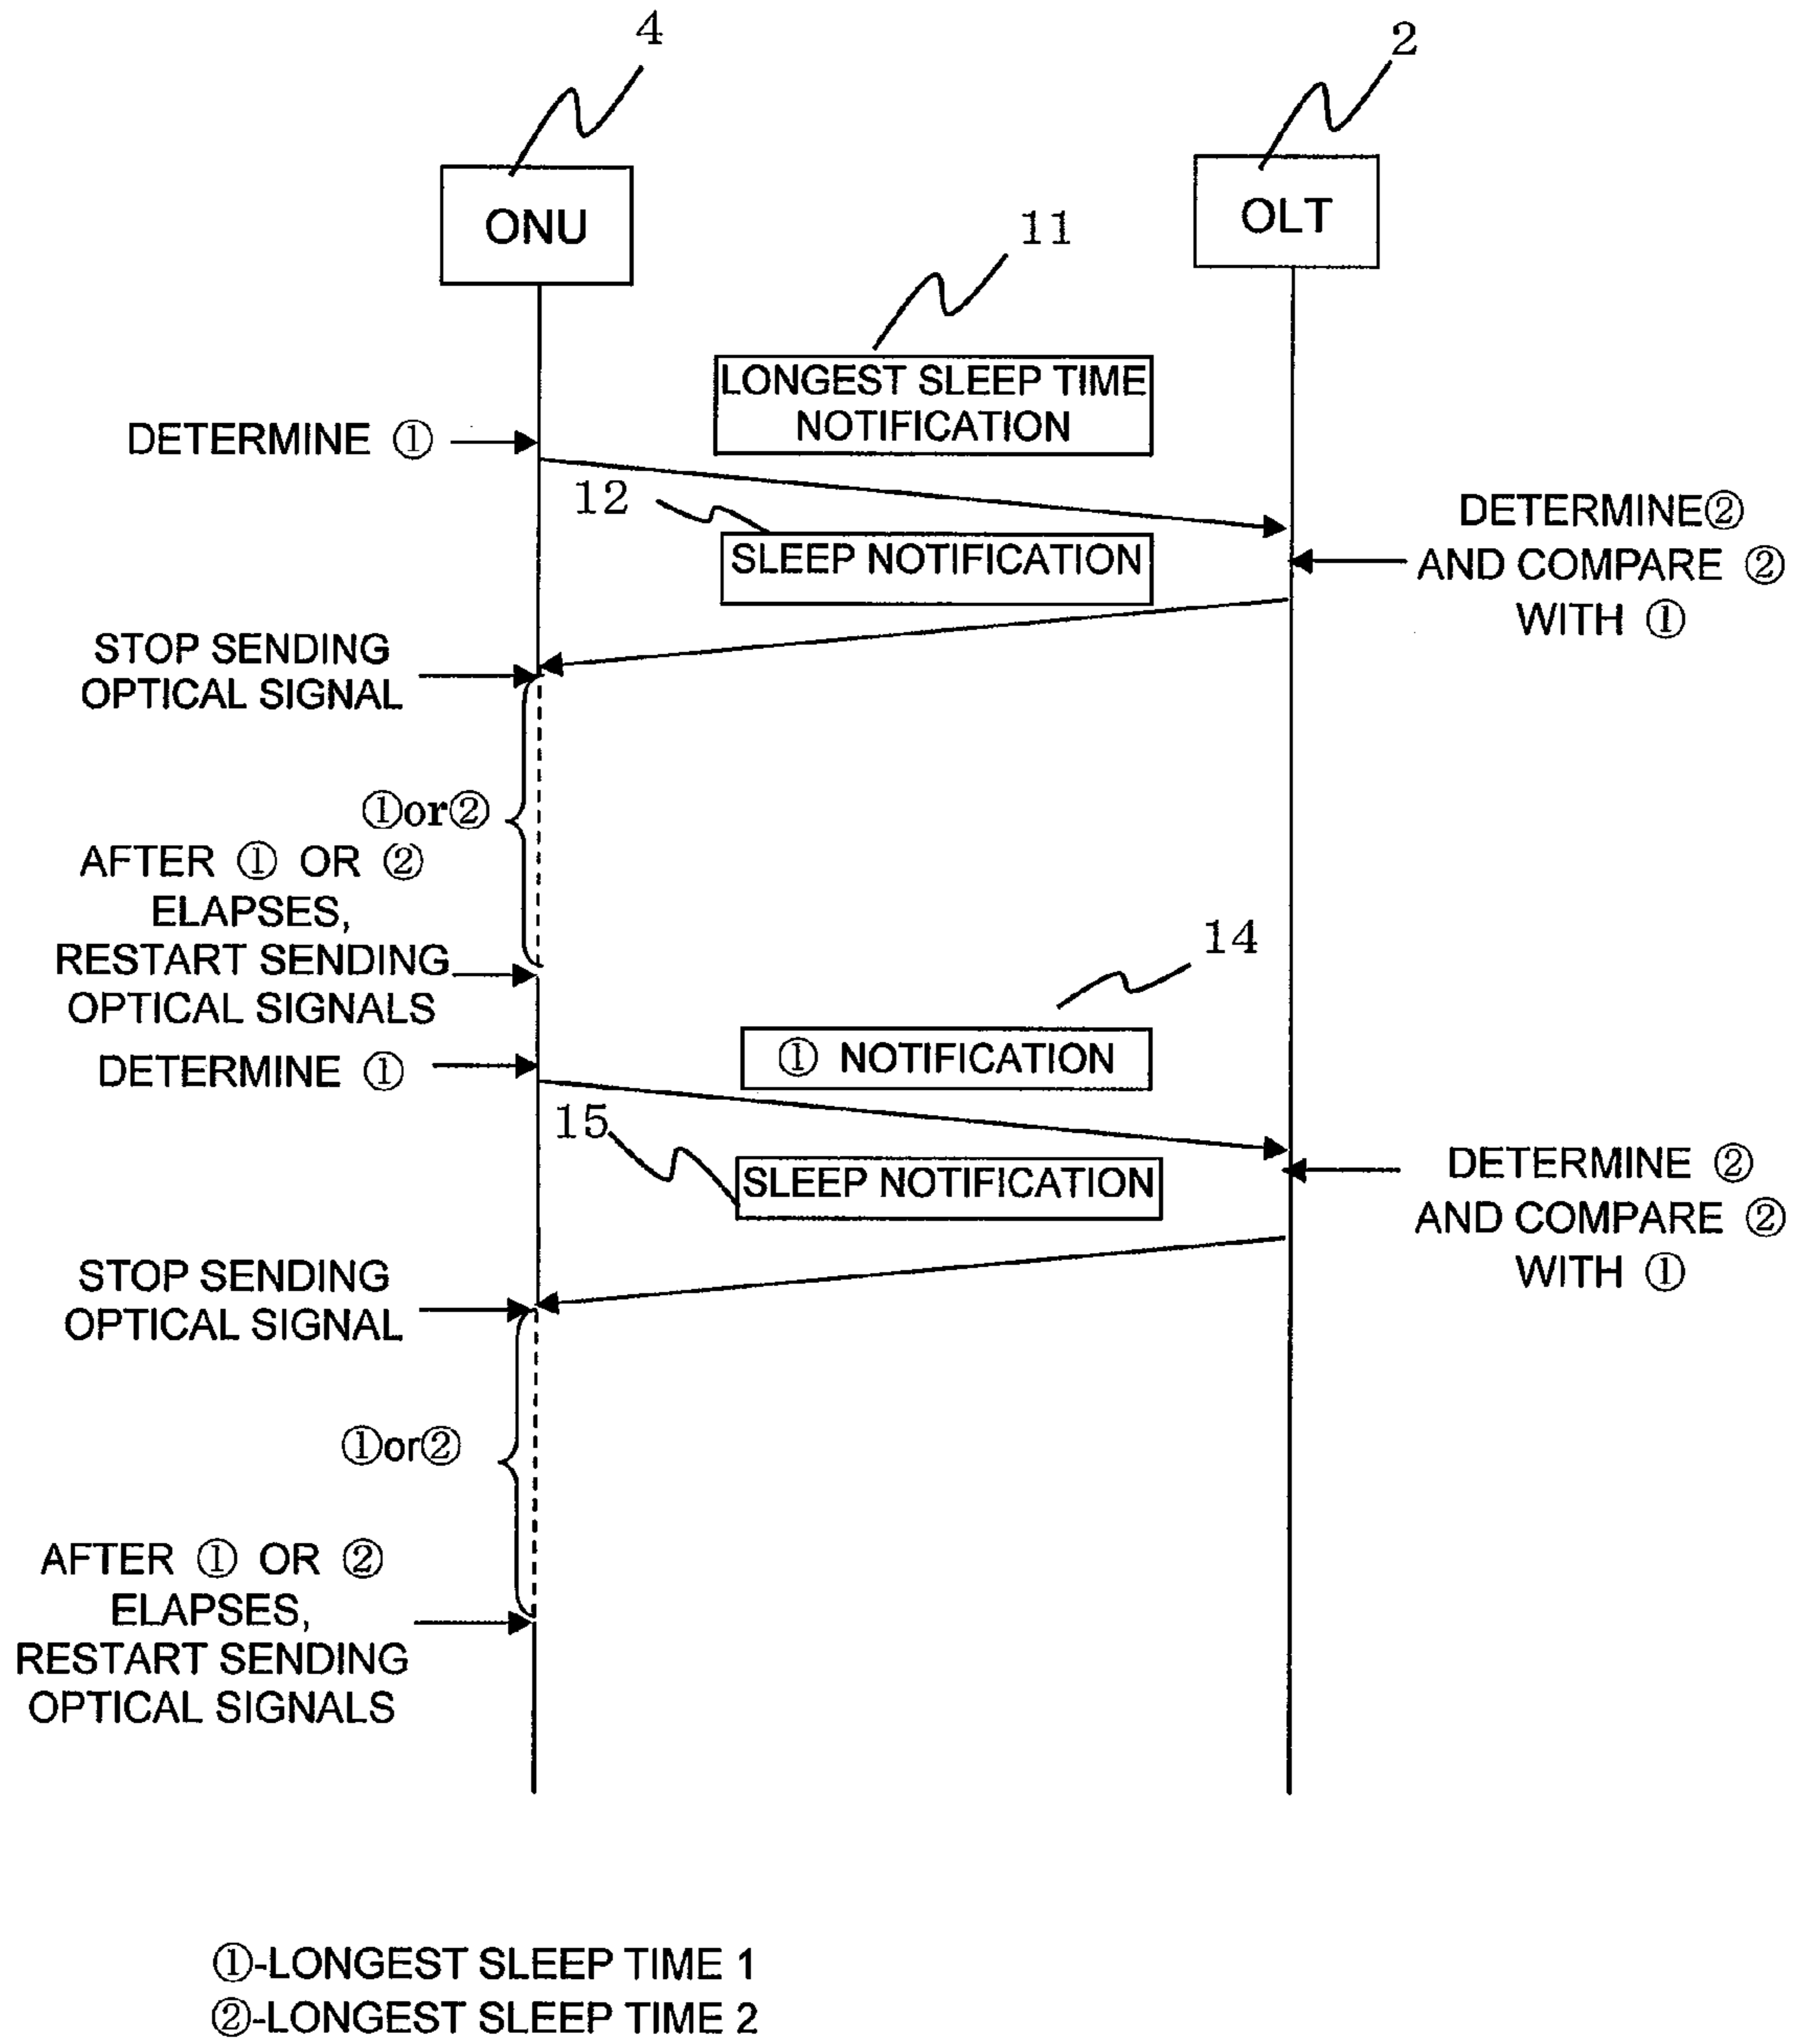 4
2
ONU
OLT
11
LONGEST SLEEP TIME
NOTIFICATION
DETERMINE ①
12
SLEEP NOTIFICATION
DETERMINE②
AND COMPARE ②
WITH ①
STOP SENDING
OPTICAL SIGNAL
①or②
AFTER ① OR ②
ELAPSES,
RESTART SENDING
OPTICAL SIGNALS
14
① NOTIFICATION
DETERMINE ①
15
SLEEP NOTIFICATION
DETERMINE ②
AND COMPARE ②
WITH ①
STOP SENDING
OPTICAL SIGNAL
①or②
AFTER ① OR ②
ELAPSES,
RESTART SENDING
OPTICAL SIGNALS
①-LONGEST SLEEP TIME 1
②-LONGEST SLEEP TIME 2